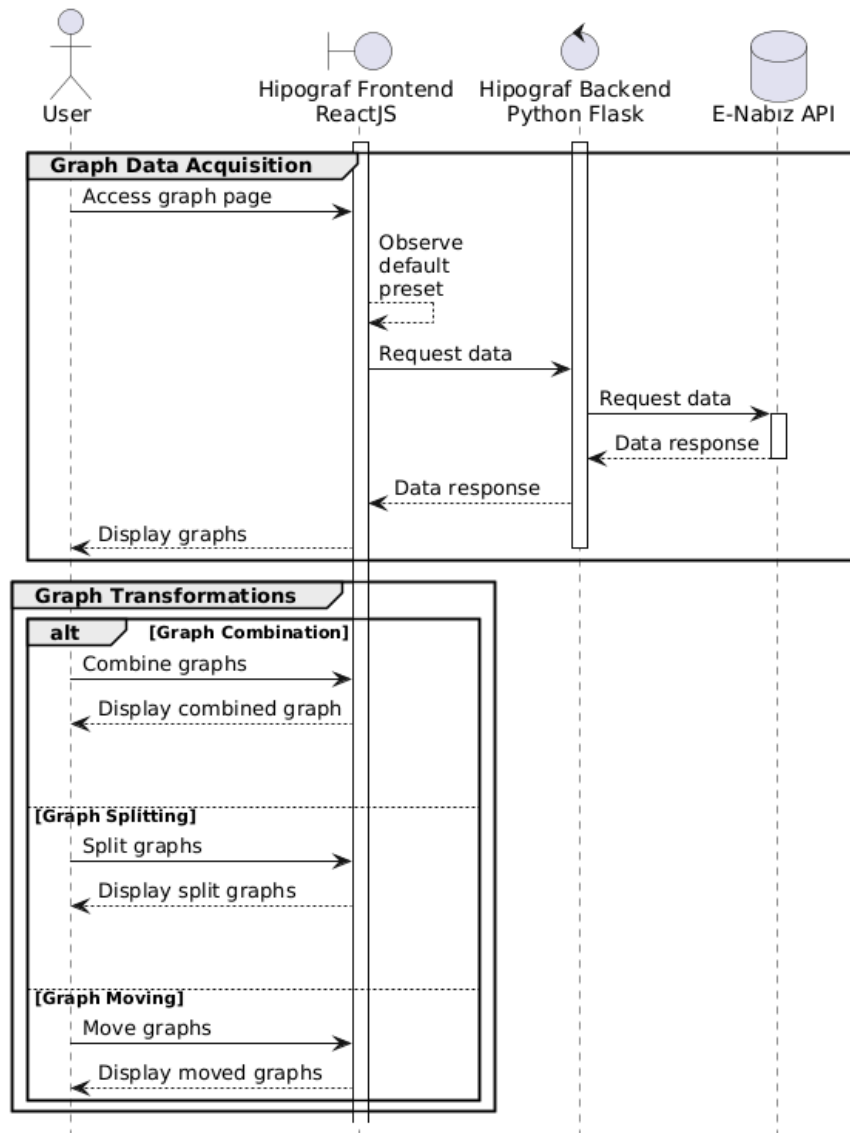 User
Hipograf Frontend
ReactJS
Hipograf Backend
Python Flask
E-Nabız API
Graph Data Acquisition
Access graph page
Observe
default
preset
Request data
Request data
Data response
Data response
Display graphs
Graph Transformations
alt [Graph Combination]
Combine graphs
Display combined graph
[Graph Splitting]
Split graphs
Display split graphs
[Graph Moving]
Move graphs
Display moved graphs